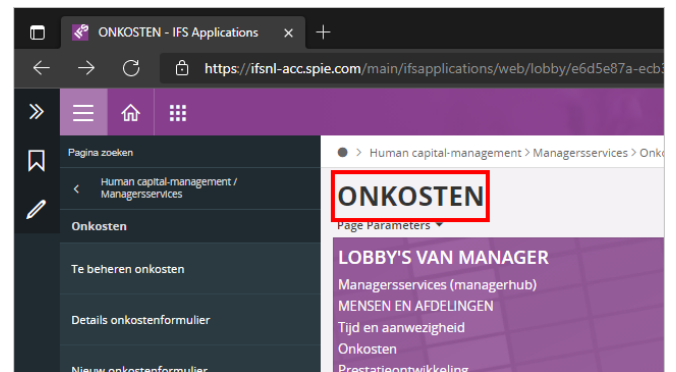 ONKOSTEN - IFS Applications
https://ifsnl-acc.spie.com/main/ifsapplications/web/lobby/e6d5e87a-ecb3
Pagina zoeken
Human capital-management > Managersservices > Onko
Human capital-management /
Managersservices
ONKOSTEN
Onkosten
Page Parameters
LOBBY'S VAN MANAGER
Te beheren onkosten
Managersservices (managerhub)
MENSEN EN AFDELINGEN
Details onkostenformulier
Tijd en aanwezigheid
Onkosten
Nieuw onkostenformulier
Prestatieontwikkeling